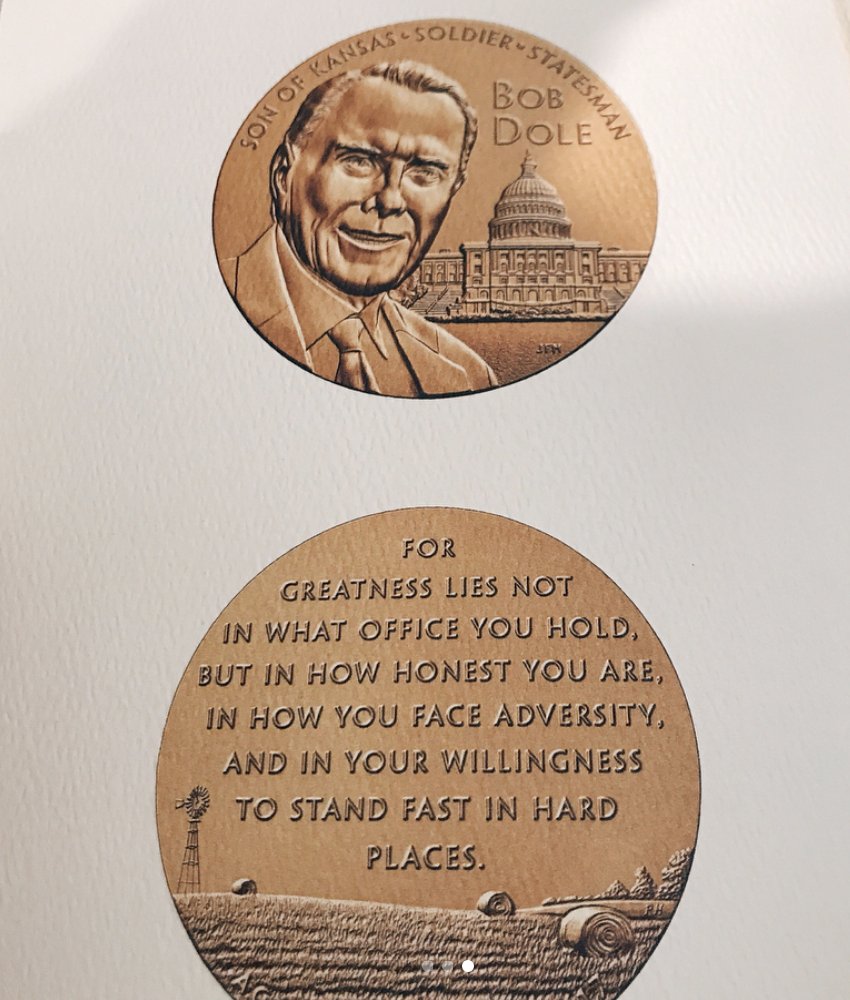 SON OF KANSAS · SOLDIER · STATESMAN
BOB
DOLE
JFM
FOR
GREATNESS LIES NOT
IN WHAT OFFICE YOU HOLD,
BUT IN HOW HONEST YOU ARE,
IN HOW YOU FACE ADVERSITY,
AND IN YOUR WILLINGNESS
TO STAND FAST IN HARD
PLACES.